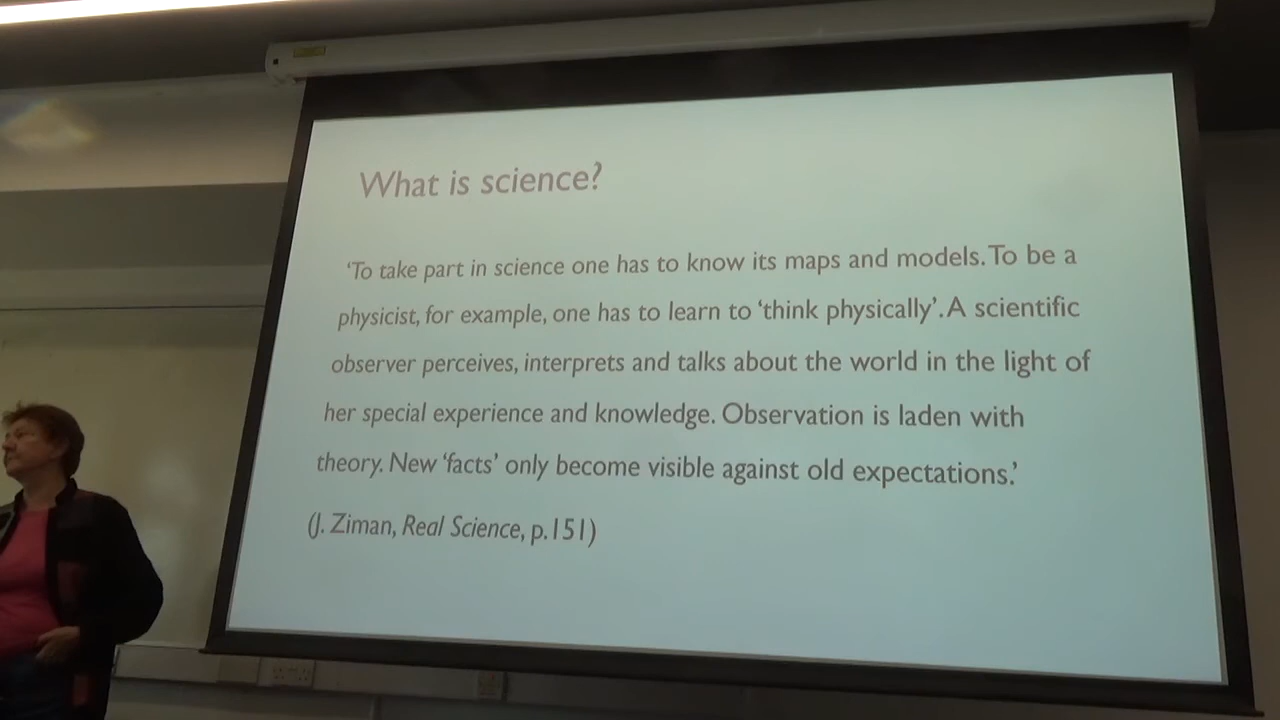 What is science?
‘To take part in science one has to know its maps and models. To be a
physicist, for example, one has to learn to ‘think physically’. A scientific
observer perceives, interprets and talks about the world in the light of
her special experience and knowledge. Observation is laden with
theory. New ‘facts’ only become visible against old expectations.’
(J. Ziman, Real Science, p.151)